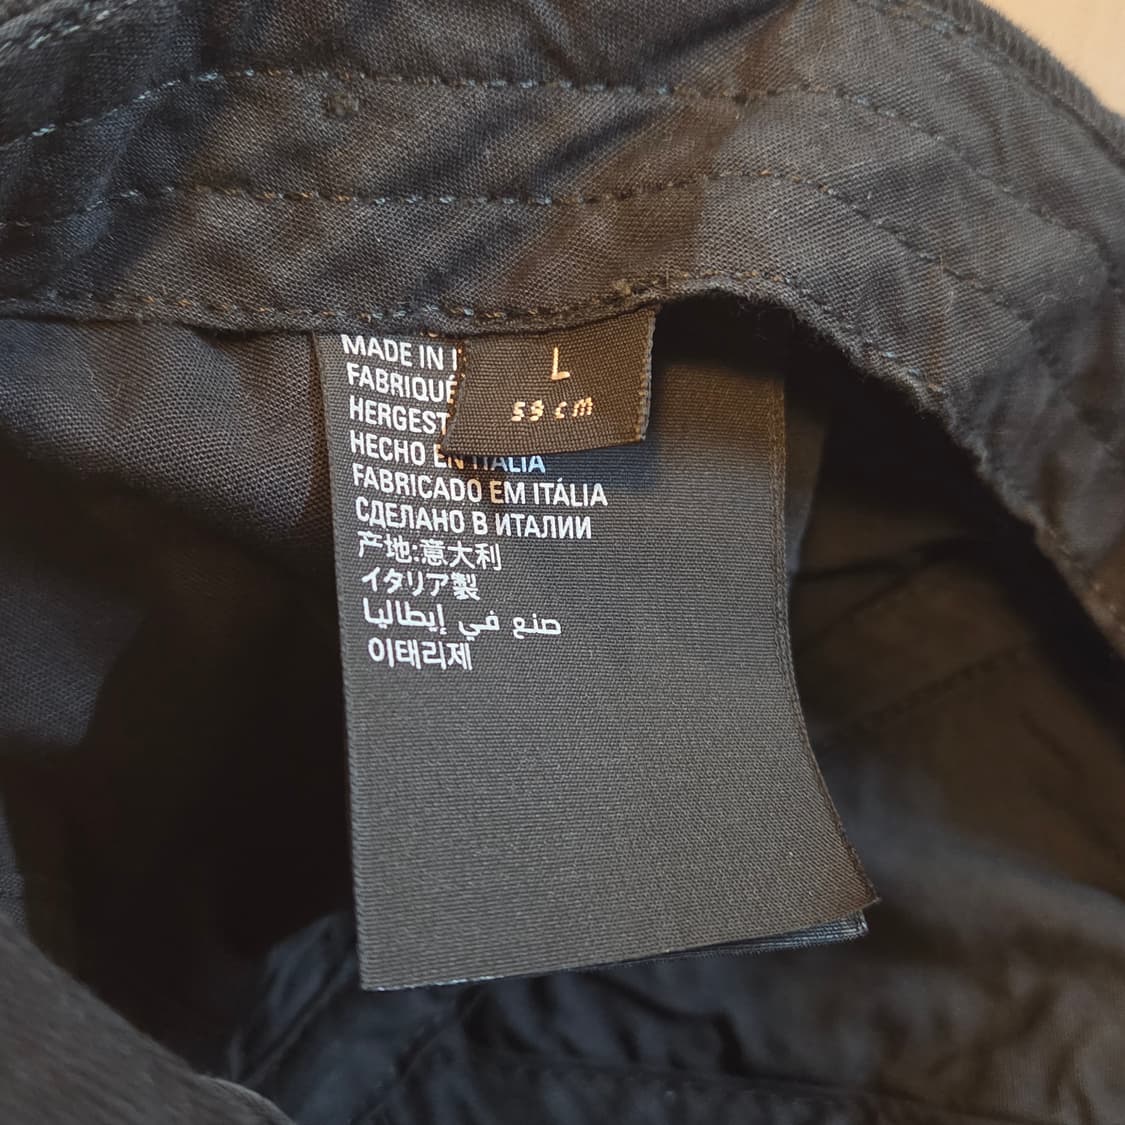 L
59 cm
MADE IN I
FABRIQUÉ
HERGEST
HECHO EN ITALIA
FABRICADO EM ITÁLIA
СДЕЛАНО В ИТАЛИИ
产地:意大利
イタリア製
صنع في إيطاليا
이태리제